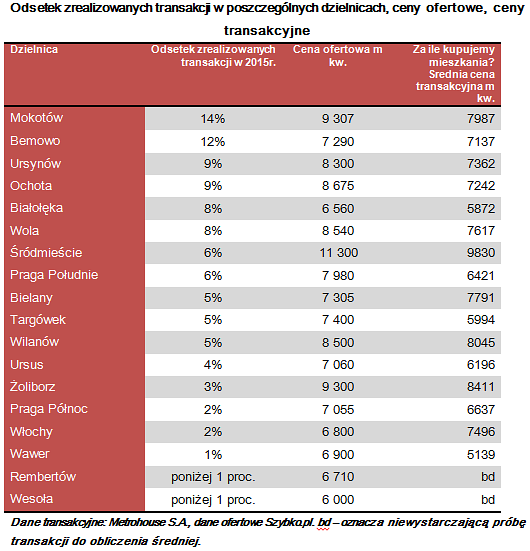 Odsetek zrealizowanych transakcji w poszczególnych dzielnicach, ceny ofertowe, ceny
transakcyjne
Dzielnica Odsetek zrealizowanych Cena ofertowa m Za ile kupujemy
transakcji w 2015r. kw. mieszkania?
Średnia cena
transakcyjna m
kw.
Mokotów 14% 9 307 7987
Bemowo 12% 7 290 7137
Ursynów 9% 8 300 7362
Ochota 9% 8 675 7242
Białołęka 8% 6 560 5872
Wola 8% 8 540 7617
Śródmieście 6% 11 300 9830
Praga Południe 6% 7 980 6421
Bielany 5% 7 305 7791
Targówek 5% 7 400 5994
Wilanów 5% 8 500 8045
Ursus 4% 7 060 6196
Żoliborz 3% 9 300 8411
Praga Północ 2% 7 055 6637
Włochy 2% 6 800 7496
Wawer 1% 6 900 5139
Rembertów poniżej 1 proc. 6 710 bd
Wesoła poniżej 1 proc. 6 000 bd
Dane transakcyjne: Metrohouse S.A., dane ofertowe Szybko.pl. bd – oznacza niewystarczającą próbę
transakcji do obliczenia średniej.